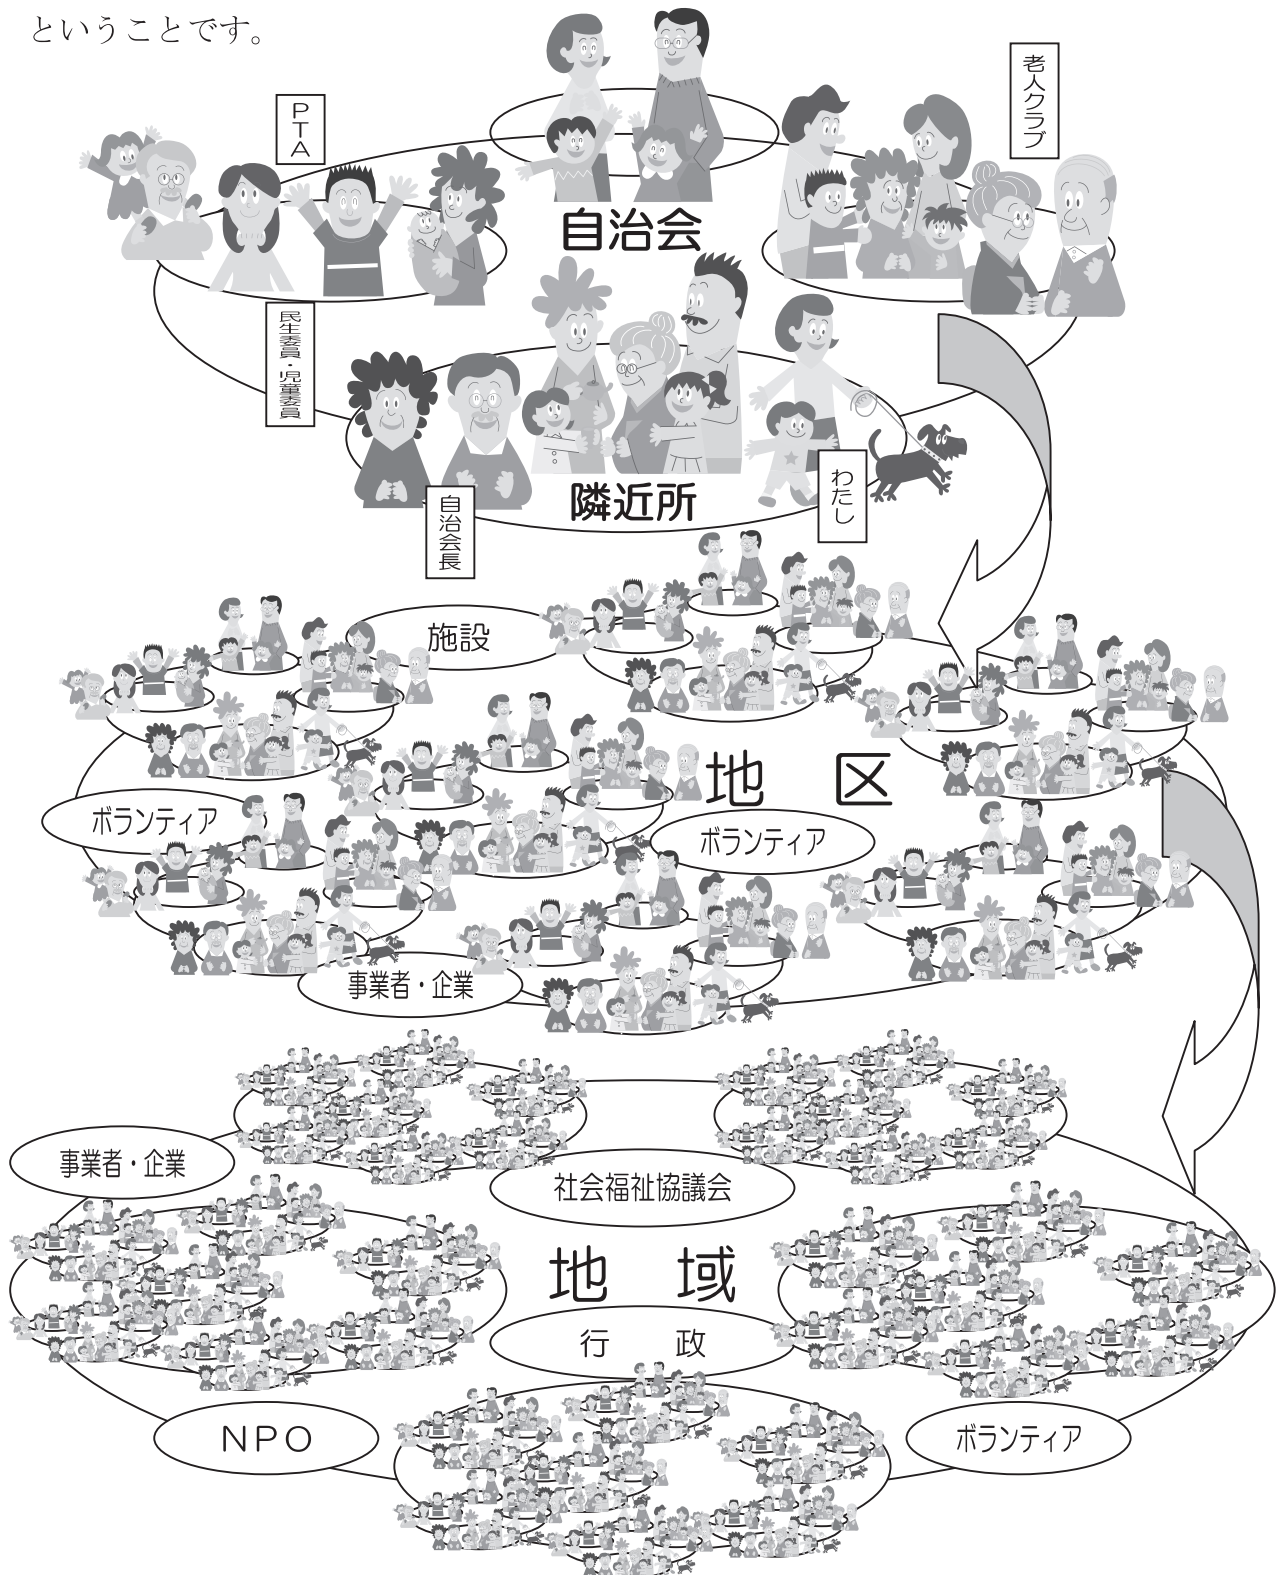 ということです。
PTA
老人クラブ
自治会
民生委員・児童委員
隣近所
わたし
自治会長
施設
地区
ボランティア
ボランティア
事業者・企業
事業者・企業
社会福祉協議会
地域
行政
NPO
ボランティア